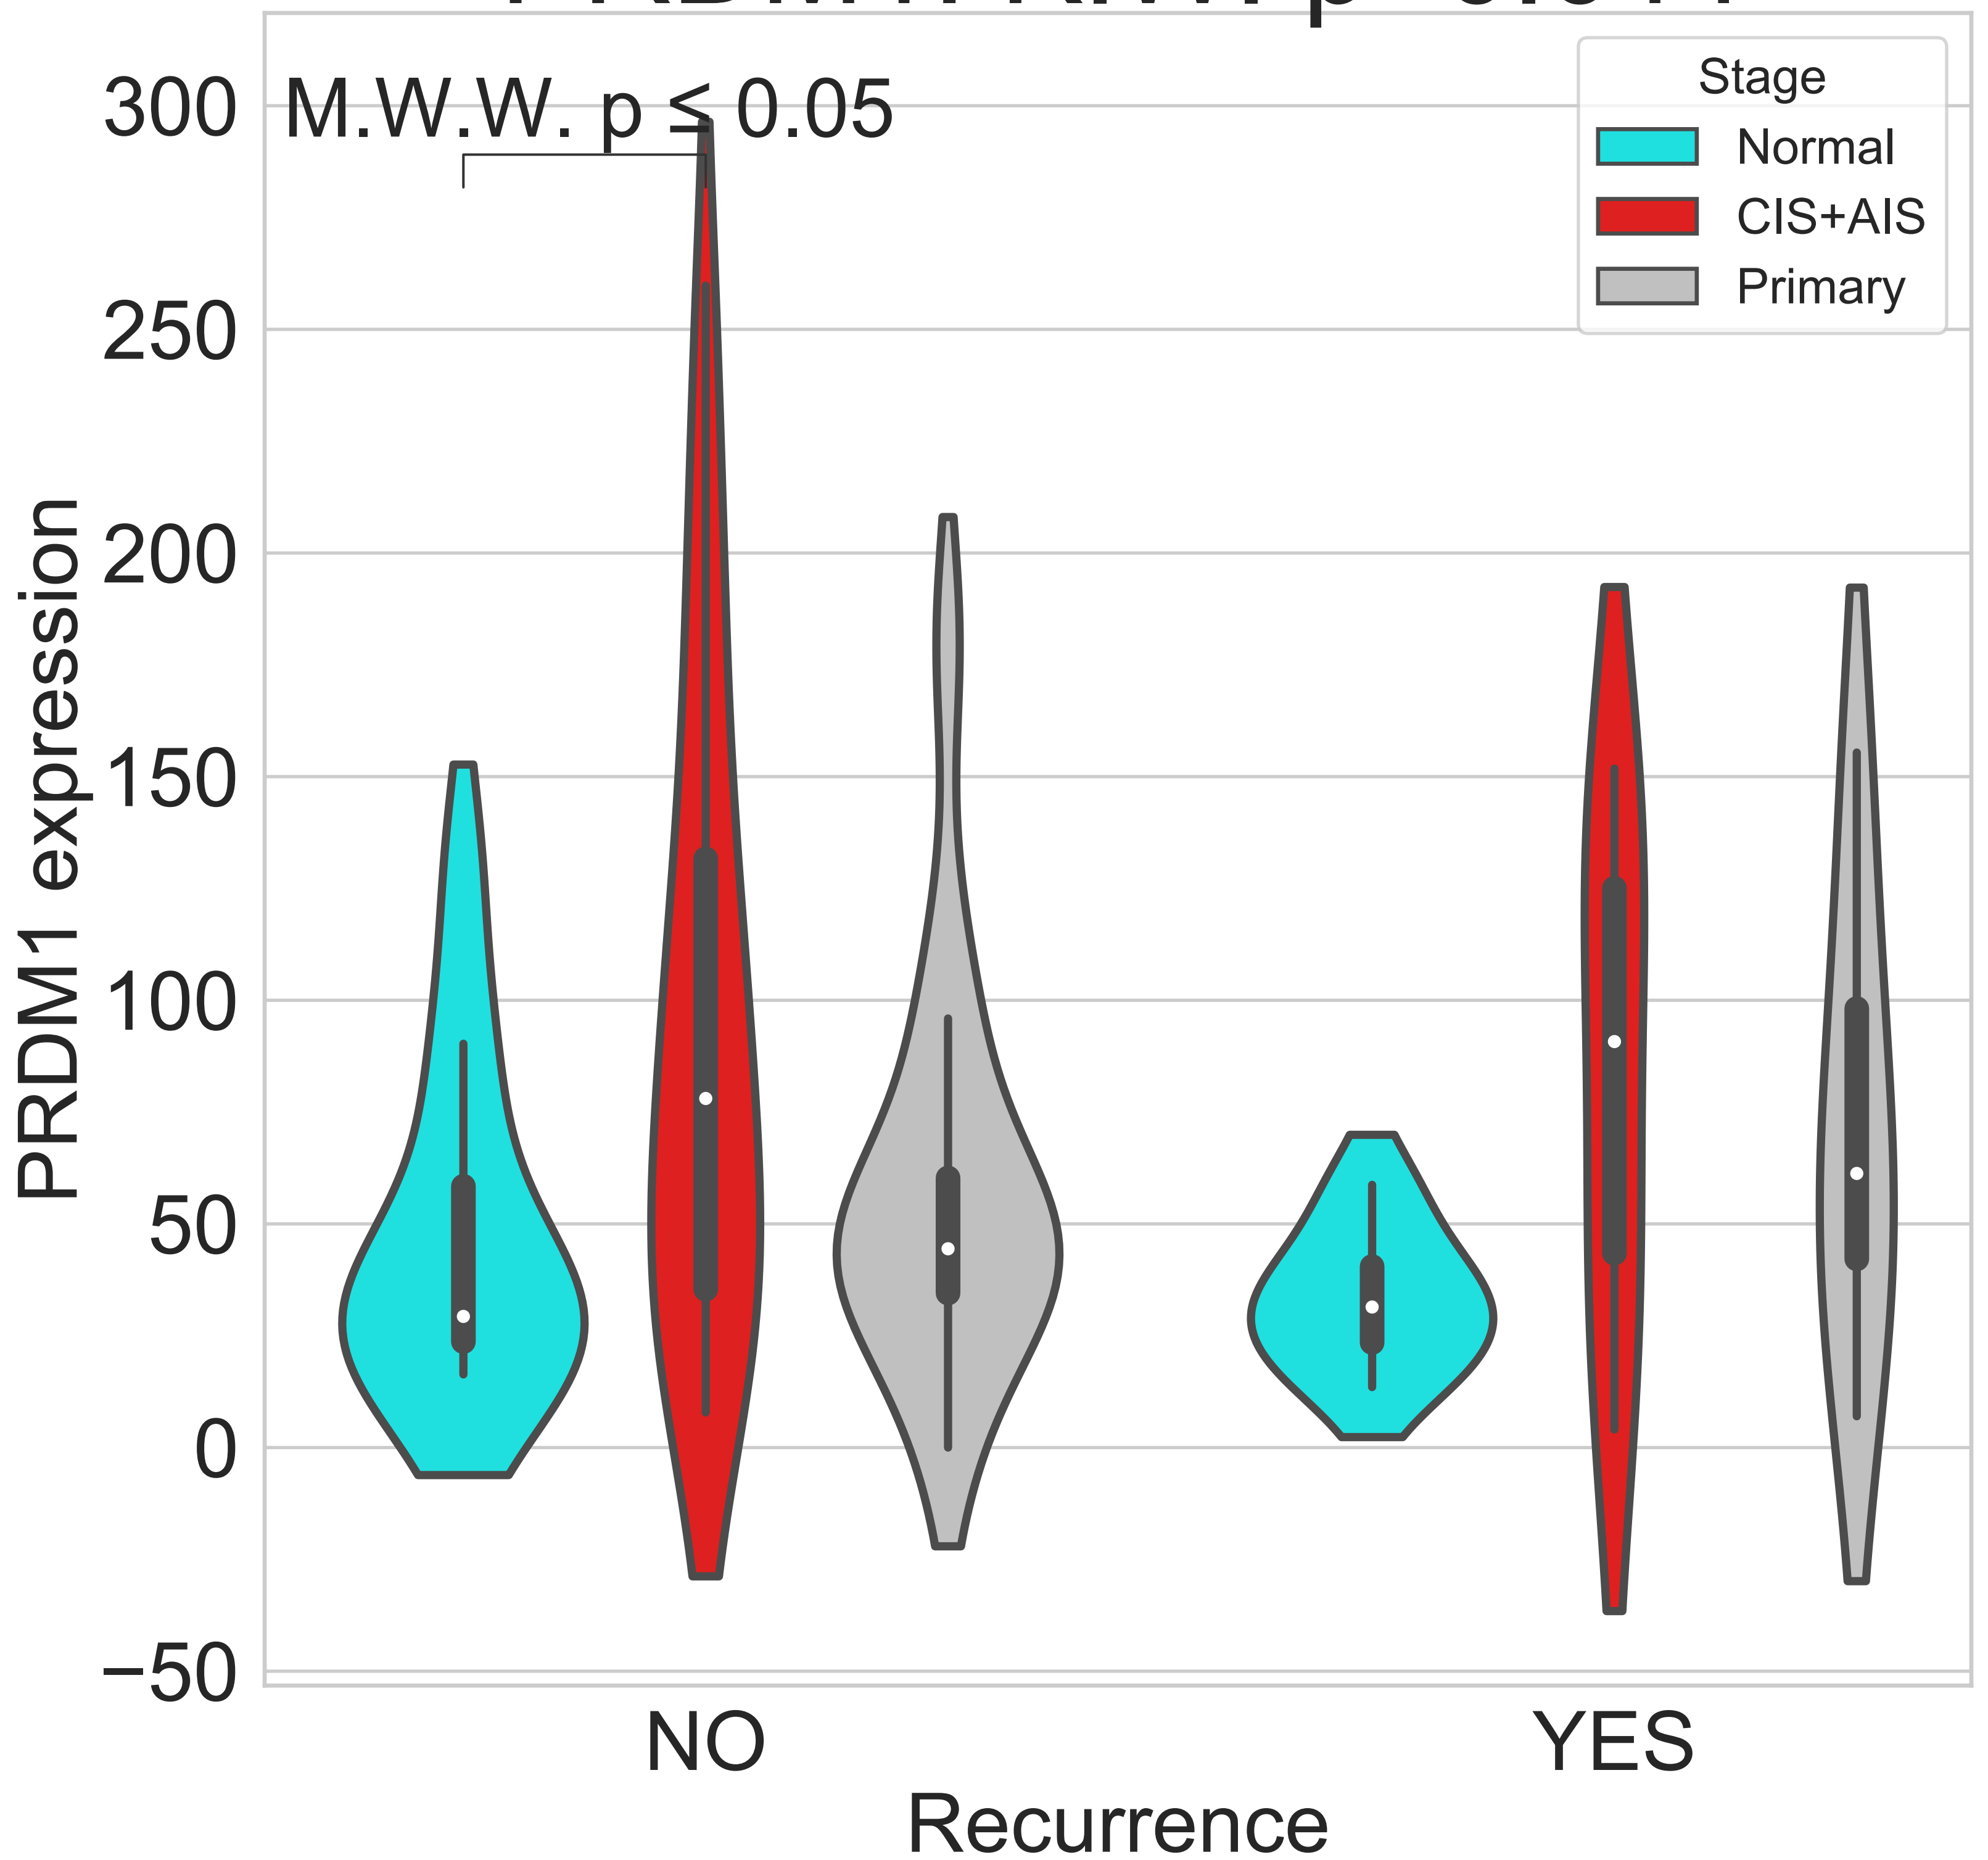 M.W.W. p ≤ 0.05
Stage
Normal
CIS+AIS
Primary
300
250
200
150
100
50
0
−50
PRDM1 expression
NO
YES
Recurrence